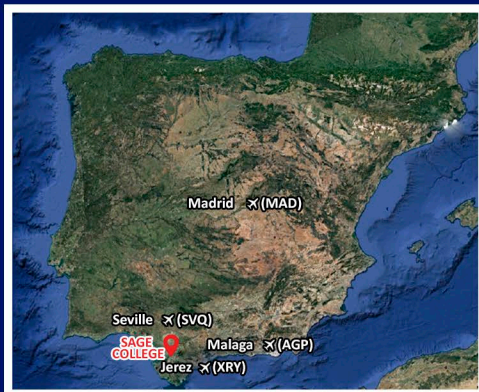 Madrid (MAD)
Seville (SVQ)
SAGE
COLLEGE
Malaga (AGP)
Jerez (XRY)